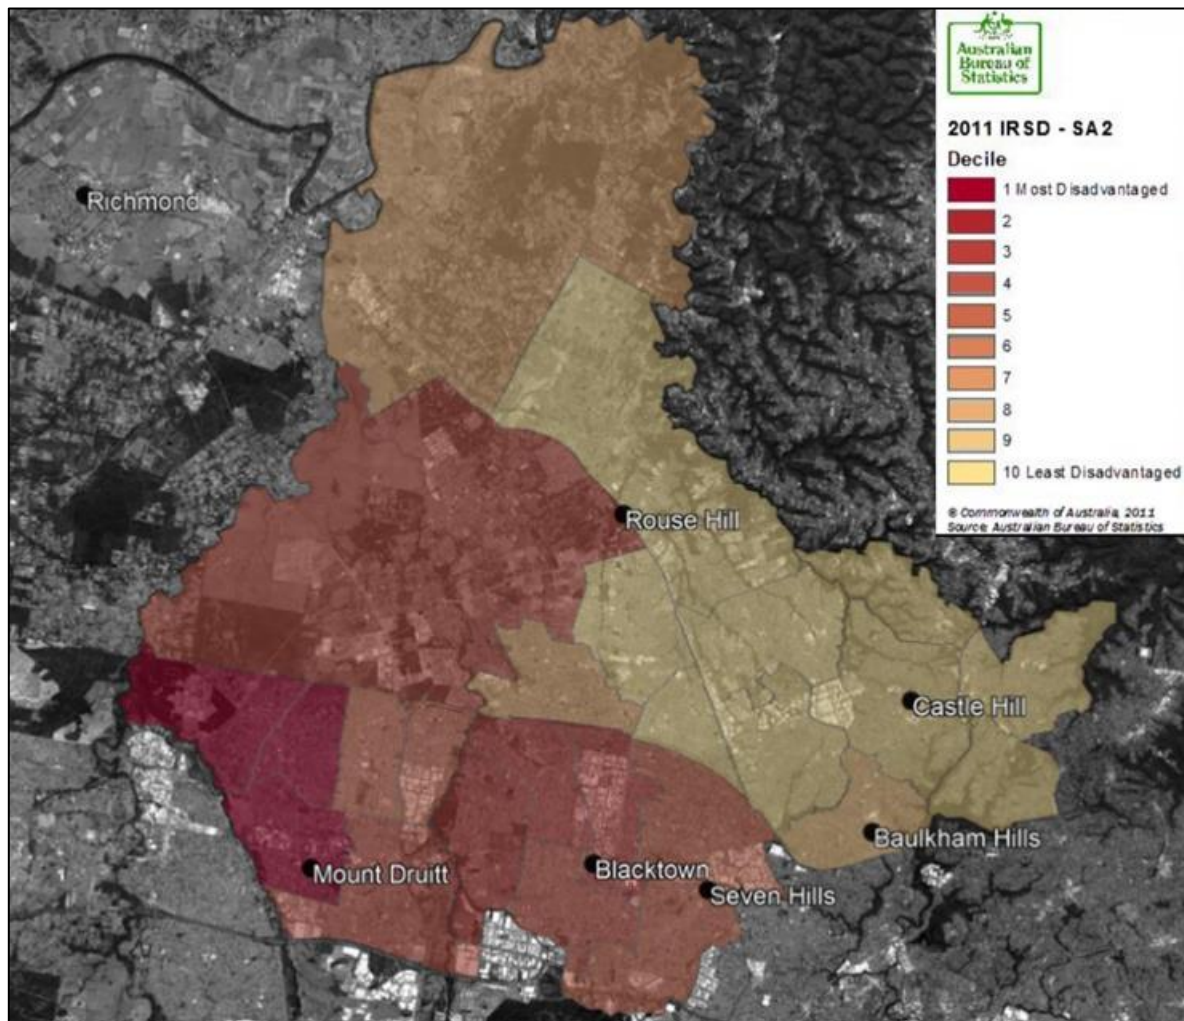 Australian
Bureau of
Statistics
2011 IRSD - SA2
Decile
1 Most Disadvantaged
2
3
4
5
6
7
8
9
10 Least Disadvantaged
© Commonwealth of Australia, 2011
Source: Australian Bureau of Statistics
Richmond
Rouse Hill
Castle Hill
Baulkham Hills
Mount Druitt
Blacktown
Seven Hills